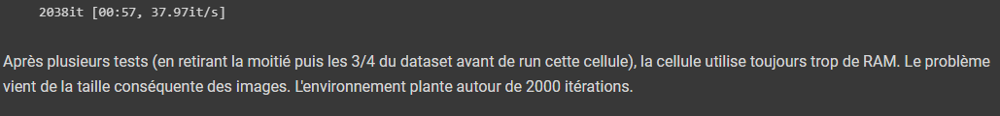 2038it [00:57, 37.97it/s]
Après plusieurs tests (en retirant la moitié puis les 3/4 du dataset avant de run cette cellule), la cellule utilise toujours trop de RAM. Le problème
vient de la taille conséquente des images. L'environnement plante autour de 2000 itérations.